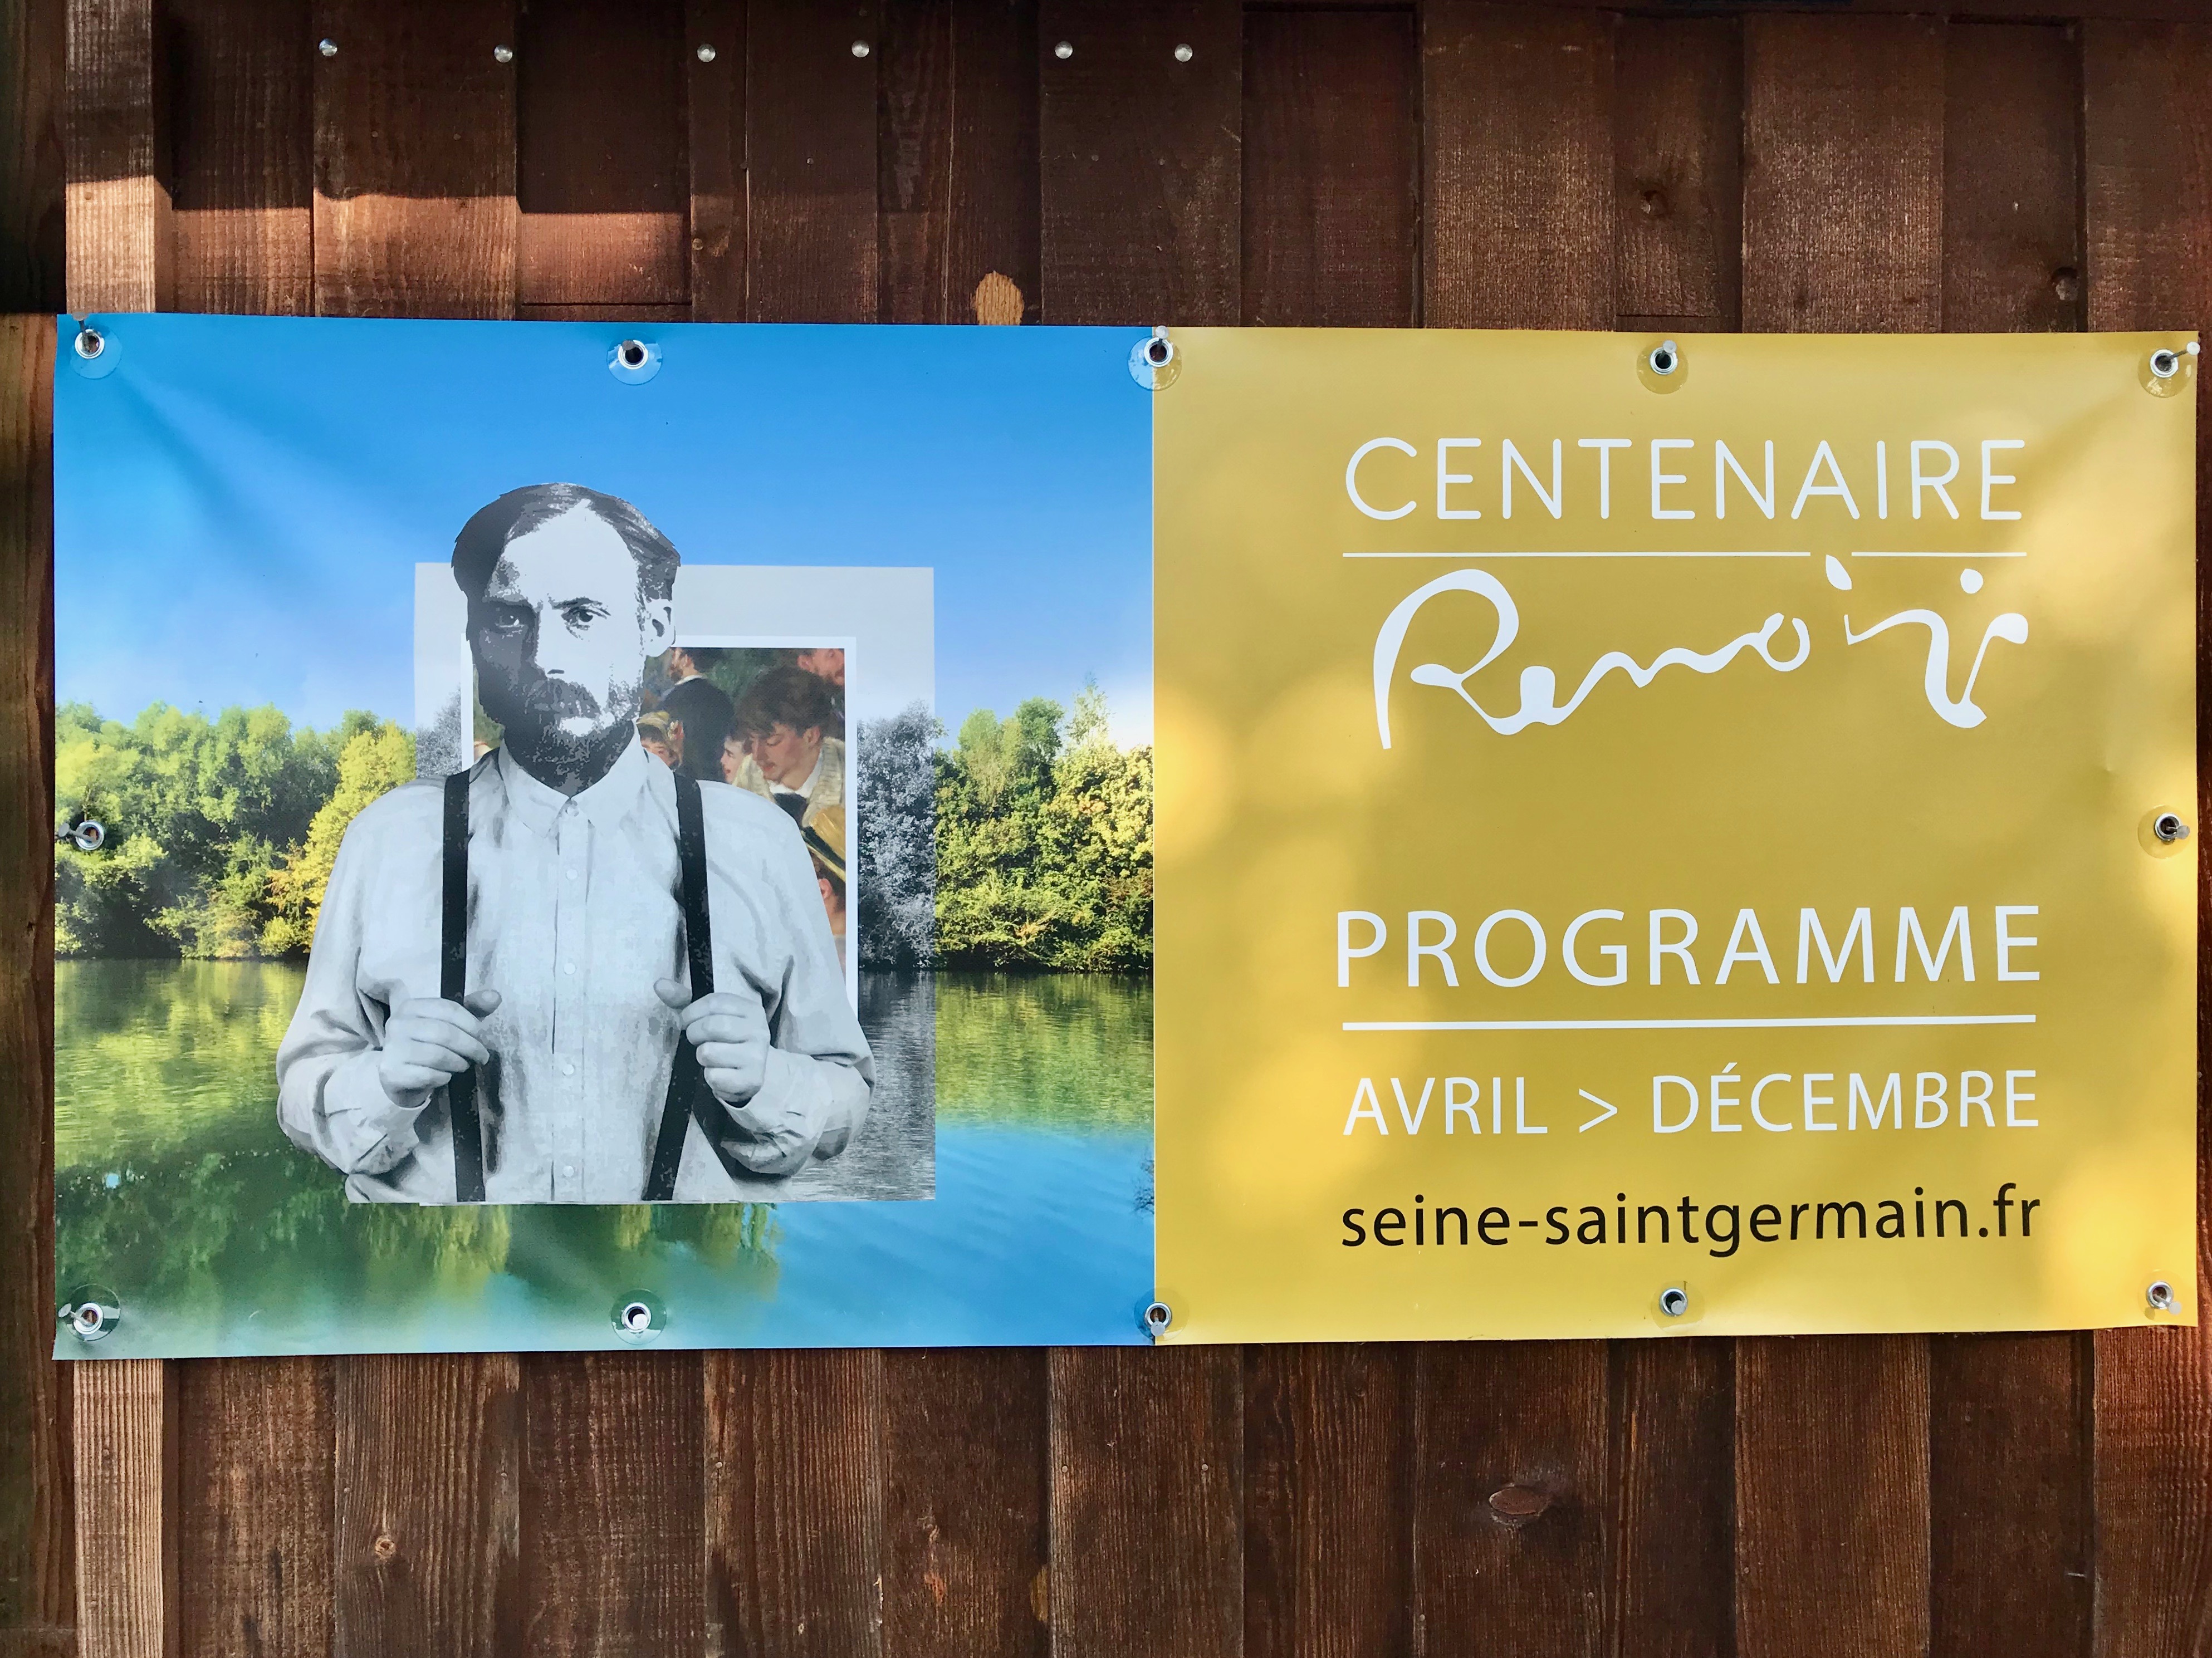 CENTENAIRE
Renoir
PROGRAMME
AVRIL > DÉCEMBRE
seine-saintgermain.fr